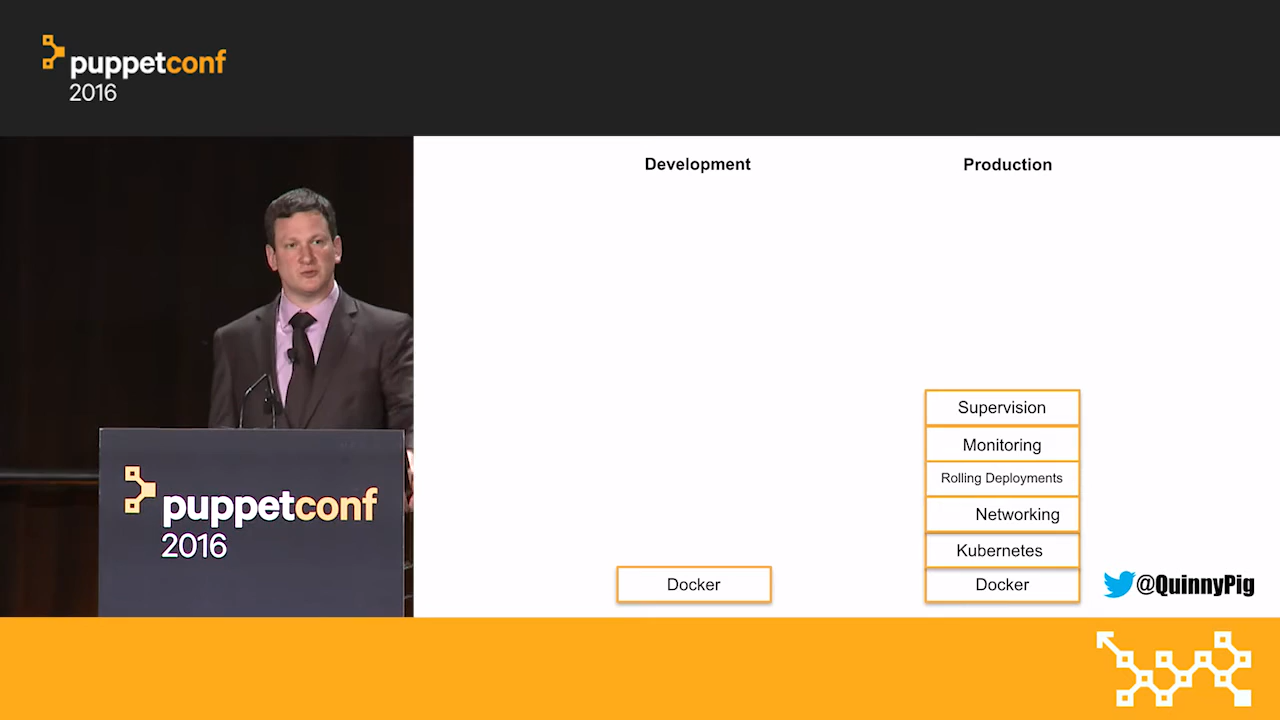 puppetconf
2016
Development
Production
Supervision
Monitoring
Rolling Deployments
Networking
Kubernetes
Docker
Docker
@QuinnyPig
puppetconf
2016